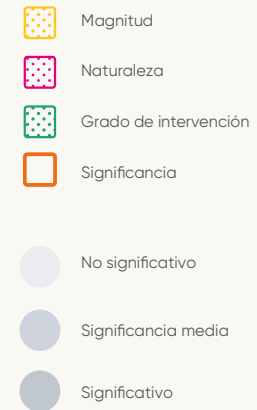 Magnitud
Naturaleza
Grado de intervención
Significancia
No significativo
Significancia media
Significativo